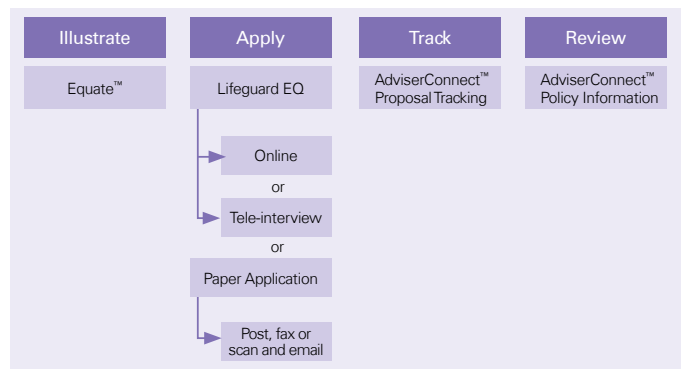 Illustrate
Apply
Track
Review
Equate™
Lifeguard EQ
AdviserConnect™
Proposal Tracking
AdviserConnect™
Policy Information
Online
or
Tele-interview
or
Paper Application
Post, fax or
scan and email